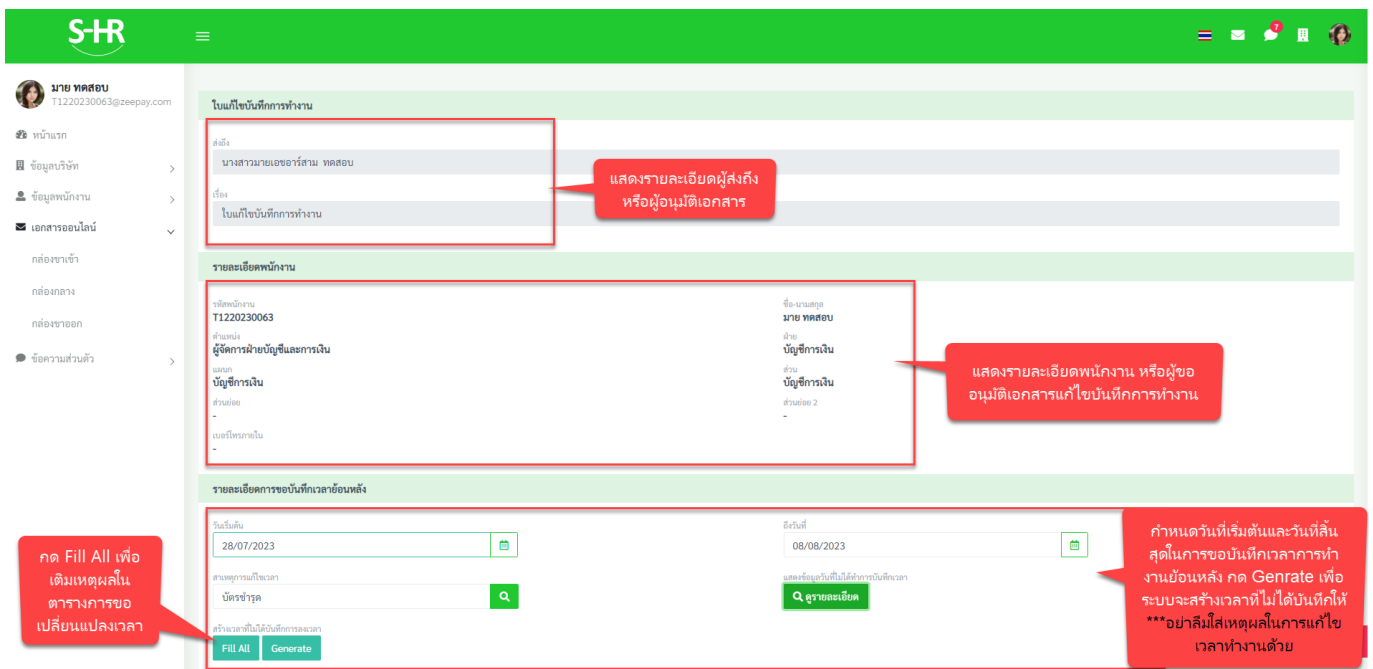 S-HR
7
มาย ทดสอบ
T1220230063@zeepay.com
หน้าแรก
ข้อมูลบริษัท
ข้อมูลพนักงาน
เอกสารออนไลน์
กล่องขาเข้า
กล่องกลาง
กล่องขาออก
ข้อความส่วนตัว
ใบแก้ไขบันทึกการทำงาน
ส่งถึง
นางสาวมายเอชอาร์สาม ทดสอบ
เรื่อง
ใบแก้ไขบันทึกการทำงาน
แสดงรายละเอียดผู้ส่งถึง
หรือผู้อนุมัติเอกสาร
รายละเอียดพนักงาน
รหัสพนักงาน
T1220230063
ชื่อ-นามสกุล
มาย ทดสอบ
ตำแหน่ง
ผู้จัดการฝ่ายบัญชีและการเงิน
ฝ่าย
บัญชีการเงิน
แผนก
บัญชีการเงิน
ส่วน
บัญชีการเงิน
ส่วนย่อย
-
ส่วนย่อย 2
-
เบอร์โทรภายใน
-
แสดงรายละเอียดพนักงาน หรือผู้ขอ
อนุมัติเอกสารแก้ไขบันทึกการทำงาน
รายละเอียดการขอบันทึกเวลาย้อนหลัง
วันเริ่มต้น
28/07/2023
ถึงวันที่
08/08/2023
สาเหตุการแก้ไขเวลา
บัตรชำรุด
แสดงข้อมูลวันที่ไม่ได้ทำการบันทึกเวลา
ดูรายละเอียด
สร้างเวลาที่ไม่ได้บันทึกการลงเวลา
Fill All
Generate
กด Fill All เพื่อ
เติมเหตุผลใน
ตารางการขอ
เปลี่ยนแปลงเวลา
กำหนดวันที่เริ่มต้นและวันที่สิ้น
สุดในการขอบันทึกเวลาการทำ
งานย้อนหลัง กด Genrate เพื่อ
ระบบจะสร้างเวลาที่ไม่ได้บันทึกให้
***อย่าลืมใส่เหตุผลในการแก้ไข
เวลาทำงานด้วย